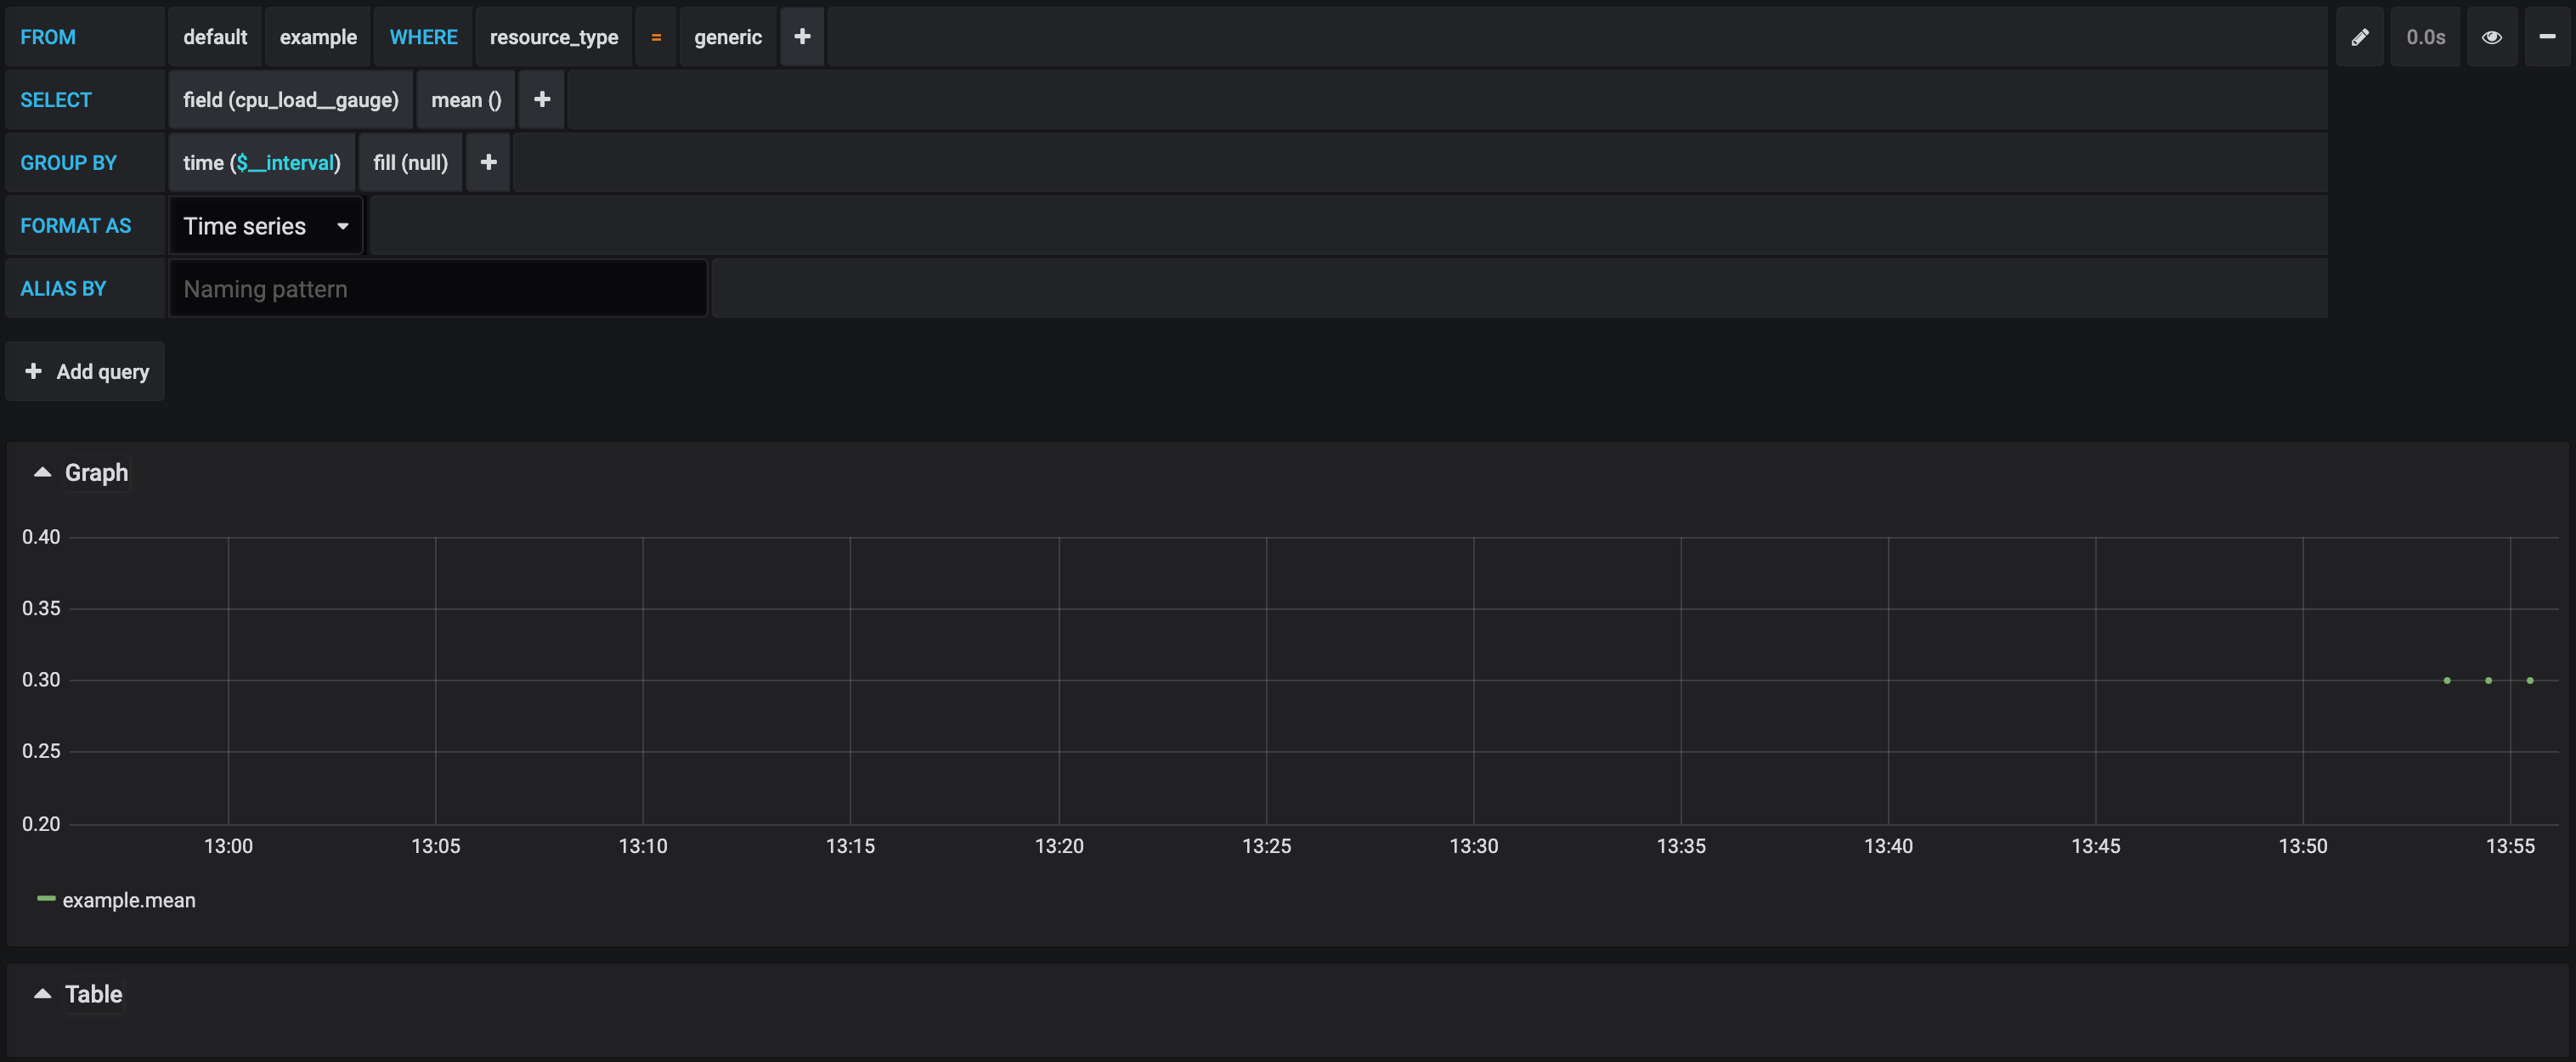 FROM default example WHERE resource_type = generic + 0.0s
SELECT field (cpu_load__gauge) mean () +
GROUP BY time ($__interval) fill (null) +
FORMAT AS Time series
ALIAS BY Naming pattern
+ Add query
Graph
0.40
0.35
0.30
0.25
0.20
13:00 13:05 13:10 13:15 13:20 13:25 13:30 13:35 13:40 13:45 13:50 13:55
example.mean
Table